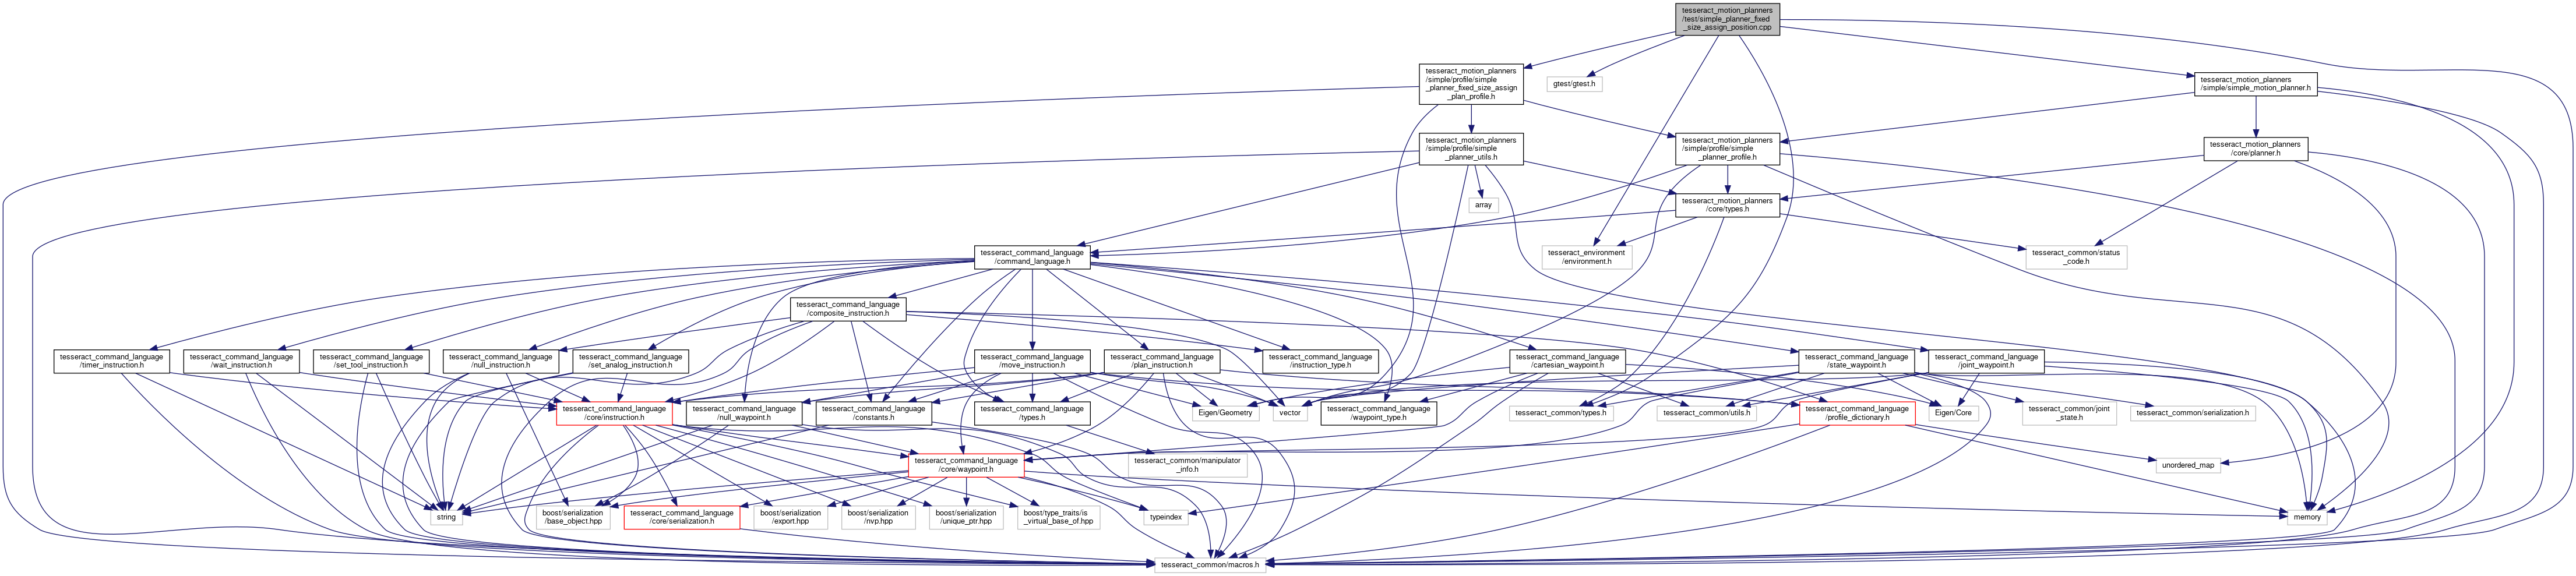 tesseract_motion_planners
/test/simple_planner_fixed
_size_assign_position.cpp
tesseract_motion_planners
/simple/profile/simple
_planner_fixed_size_assign
_plan_profile.h
gtest/gtest.h
tesseract_motion_planners
/simple/simple_motion_planner.h
tesseract_motion_planners
/simple/profile/simple
_planner_utils.h
tesseract_motion_planners
/simple/profile/simple
_planner_profile.h
tesseract_motion_planners
/core/planner.h
array
tesseract_motion_planners
/core/types.h
tesseract_command_language
/command_language.h
tesseract_environment
/environment.h
tesseract_common/status
_code.h
tesseract_command_language
/composite_instruction.h
tesseract_command_language
/timer_instruction.h
tesseract_command_language
/wait_instruction.h
tesseract_command_language
/set_tool_instruction.h
tesseract_command_language
/null_instruction.h
tesseract_command_language
/set_analog_instruction.h
tesseract_command_language
/move_instruction.h
tesseract_command_language
/plan_instruction.h
tesseract_command_language
/instruction_type.h
tesseract_command_language
/cartesian_waypoint.h
tesseract_command_language
/state_waypoint.h
tesseract_command_language
/joint_waypoint.h
tesseract_command_language
/core/instruction.h
tesseract_command_language
/null_waypoint.h
tesseract_command_language
/constants.h
tesseract_command_language
/types.h
Eigen/Geometry
vector
tesseract_command_language
/waypoint_type.h
tesseract_common/types.h
tesseract_common/utils.h
tesseract_command_language
/profile_dictionary.h
Eigen/Core
tesseract_common/joint
_state.h
tesseract_common/serialization.h
tesseract_command_language
/core/waypoint.h
tesseract_common/manipulator
_info.h
unordered_map
string
boost/serialization
/base_object.hpp
tesseract_command_language
/core/serialization.h
boost/serialization
/export.hpp
boost/serialization
/nvp.hpp
boost/serialization
/unique_ptr.hpp
boost/type_traits/is
_virtual_base_of.hpp
typeindex
memory
tesseract_common/macros.h